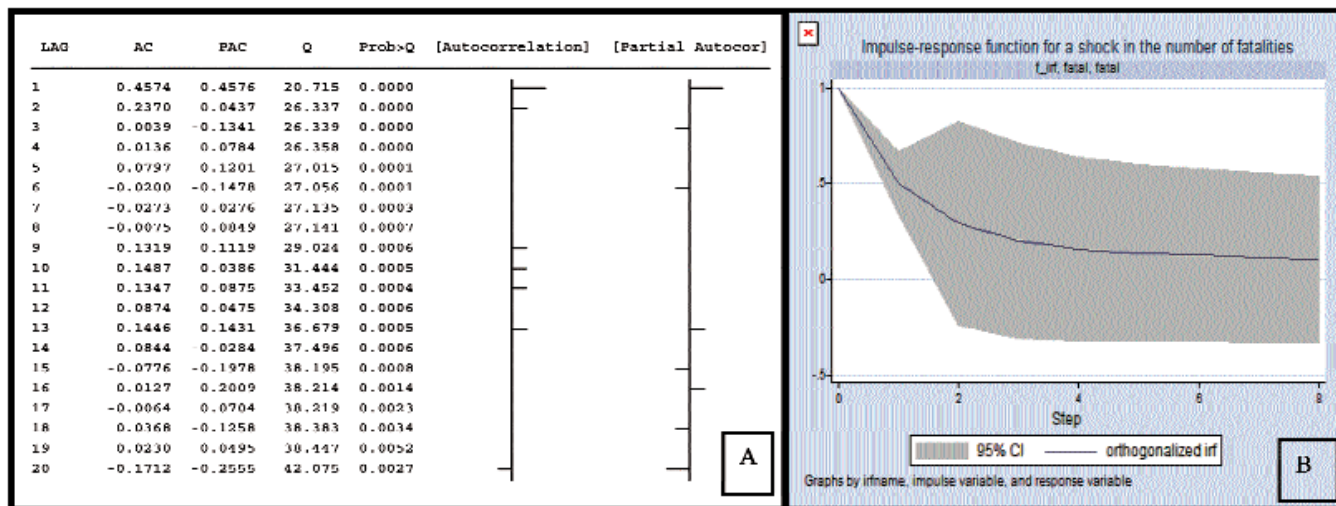 LAG AC PAC Q Prob>Q [Autocorrelation] [Partial Autocor]
1 0.4574 0.4576 20.715 0.0000
2 0.2370 0.0437 26.337 0.0000
3 0.0039 -0.1341 26.339 0.0000
4 0.0136 0.0784 26.358 0.0000
5 0.0797 0.1201 27.015 0.0001
6 -0.0200 -0.1478 27.056 0.0001
7 -0.0273 0.0276 27.135 0.0003
8 -0.0075 0.0849 27.141 0.0007
9 0.1319 0.1119 29.024 0.0006
10 0.1487 0.0386 31.444 0.0005
11 0.1347 0.0875 33.452 0.0004
12 0.0874 0.0475 34.308 0.0006
13 0.1446 0.1431 36.679 0.0005
14 0.0844 -0.0284 37.496 0.0006
15 -0.0776 -0.1978 38.195 0.0008
16 0.0127 0.2009 38.214 0.0014
17 -0.0064 0.0704 38.219 0.0023
18 0.0368 -0.1258 38.383 0.0034
19 0.0230 0.0495 38.447 0.0052
20 -0.1712 -0.2555 42.075 0.0027
A
Impulse-response function for a shock in the number of fatalities
f_irf, fatal, fatal
1
.5
0
-.5
0 2 4 6 8
Step
95% CI orthogonalized irf
Graphs by irfname, impulse variable, and response variable
B